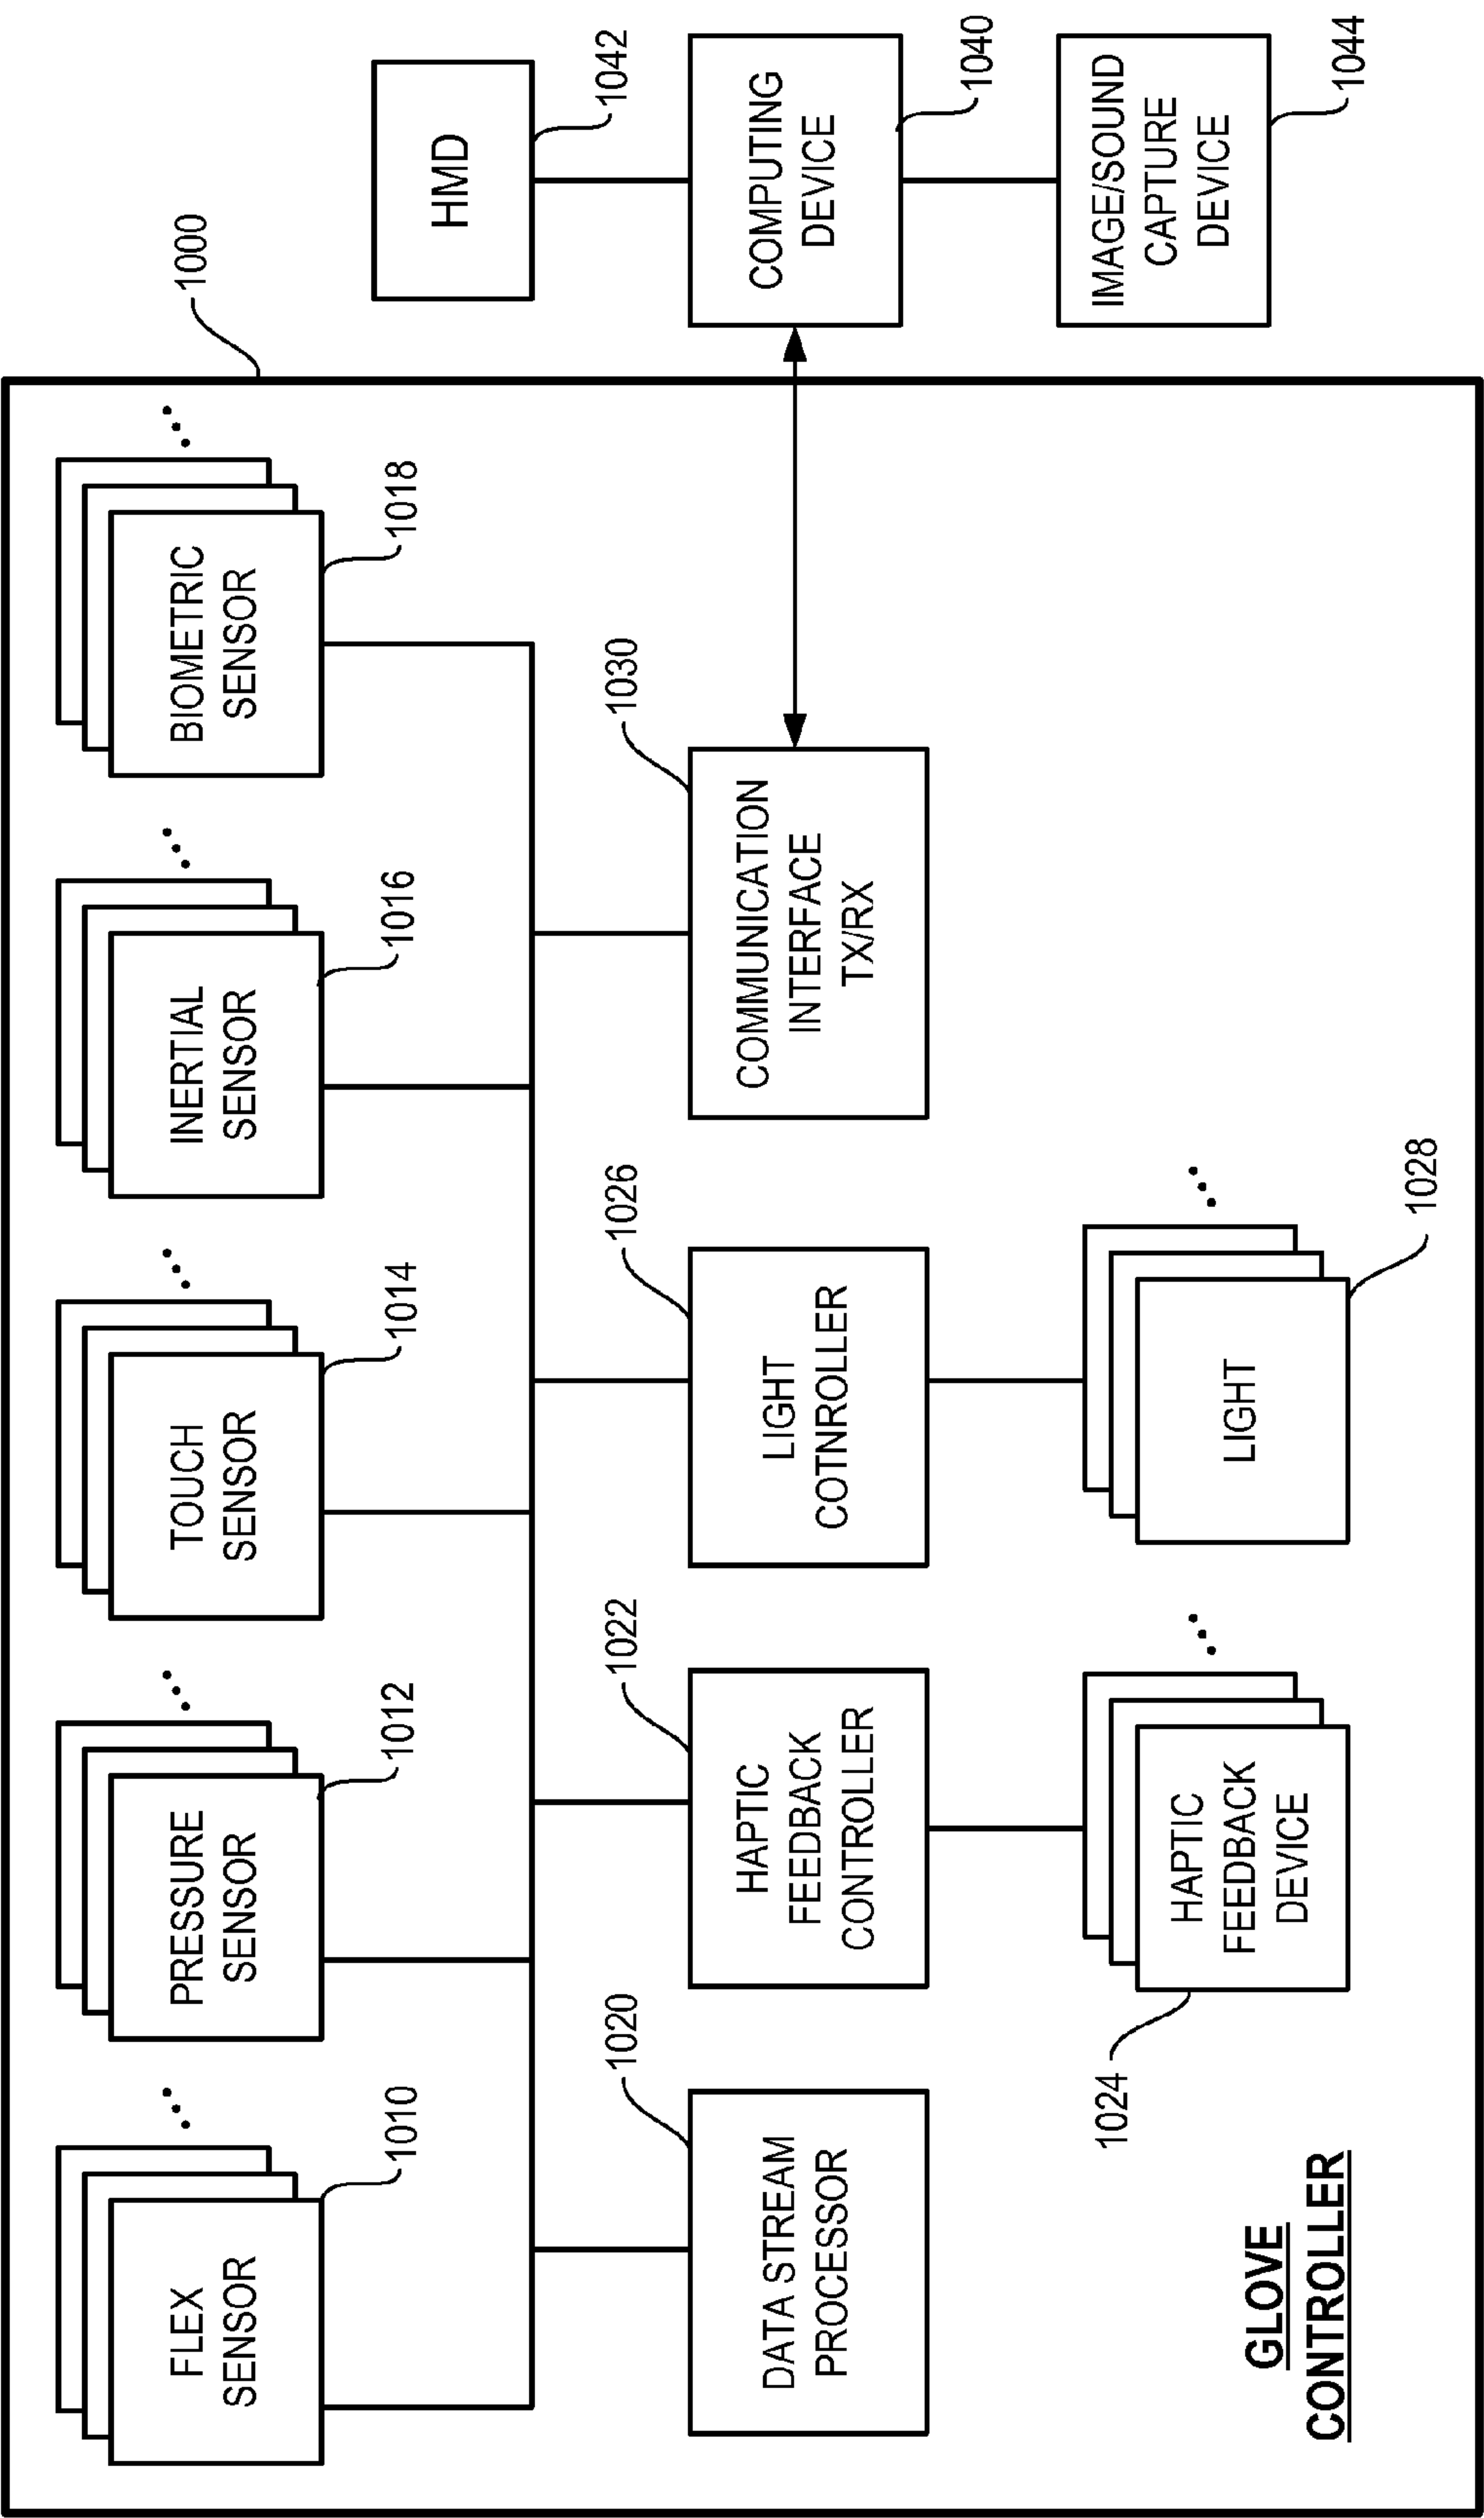 1000
FLEX
SENSOR
1010
PRESSURE
SENSOR
1012
TOUCH
SENSOR
1014
INERTIAL
SENSOR
1016
BIOMETRIC
SENSOR
1018
DATA STREAM
PROCESSOR
1020
HAPTIC
FEEDBACK
CONTROLLER
1022
LIGHT
COTNROLLER
1026
COMMUNICATION
INTERFACE
TX/RX
1030
HAPTIC
FEEDBACK
DEVICE
1024
LIGHT
1028
GLOVE
CONTROLLER
HMD
1042
COMPUTING
DEVICE
1040
IMAGE/SOUND
CAPTURE
DEVICE
1044